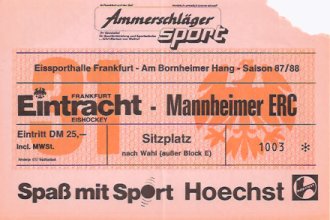 Ammerschläger
sport
Eissporthalle Frankfurt - Am Bornheimer Hang - Saison 87/88
FRANKFURT
Eintracht - Mannheimer ERC
EISHOCKEY
Eintritt DM 25,—
incl. MWSt.
Sitzplatz
nach Wahl (außer Block E)
1003 *
Spaß mit Sport Hoechst